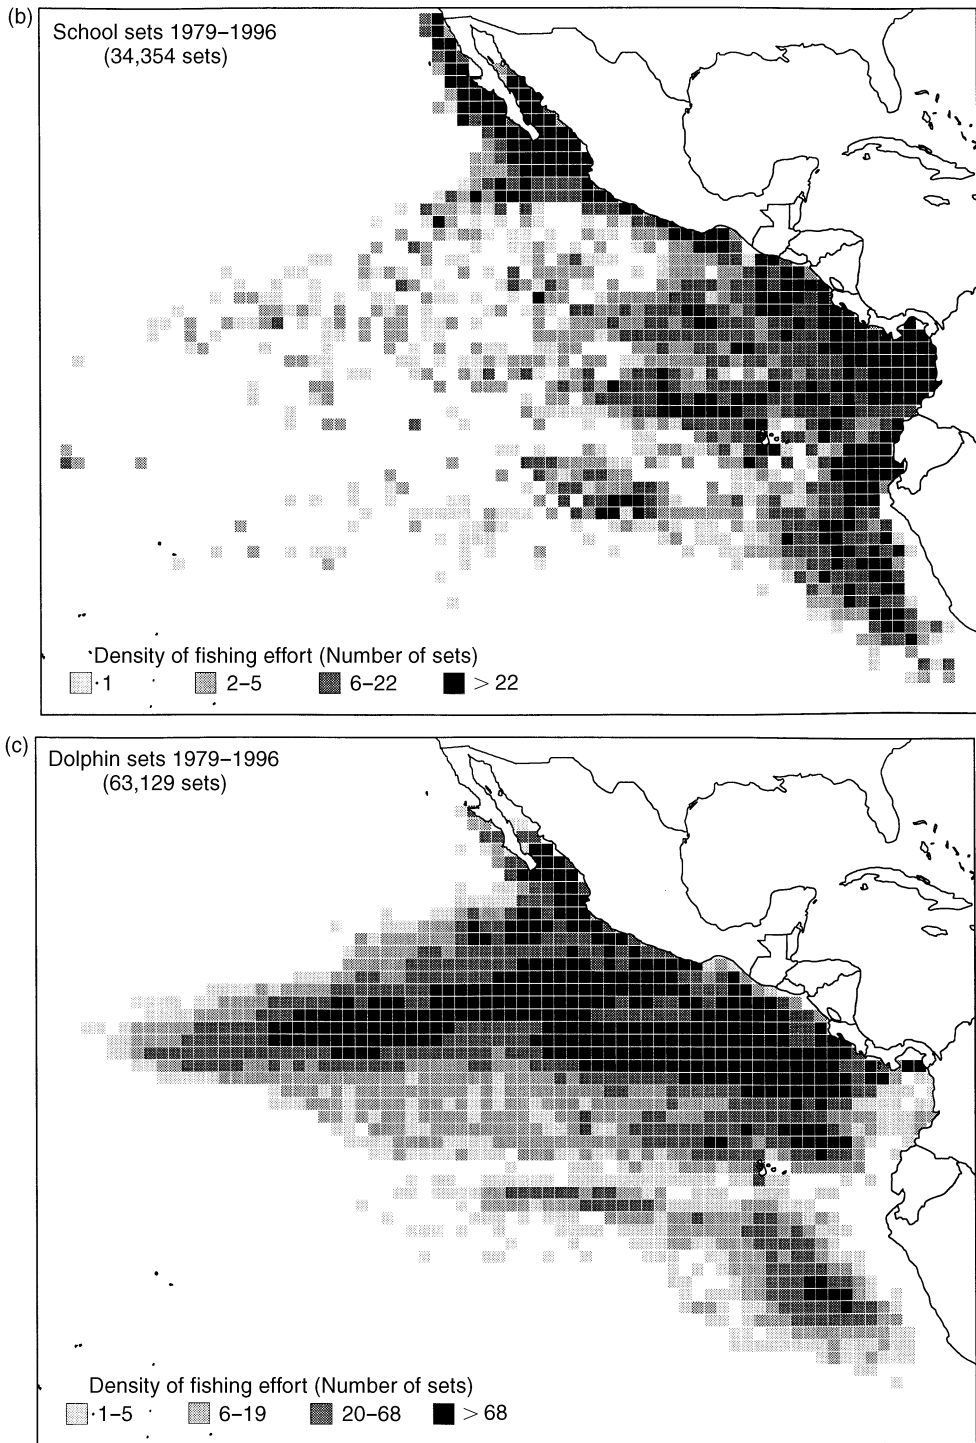 (b)
School sets 1979–1996
(34,354 sets)
Density of fishing effort (Number of sets)
1 2–5 6–22 > 22
(c)
Dolphin sets 1979–1996
(63,129 sets)
Density of fishing effort (Number of sets)
1–5 6–19 20–68 > 68